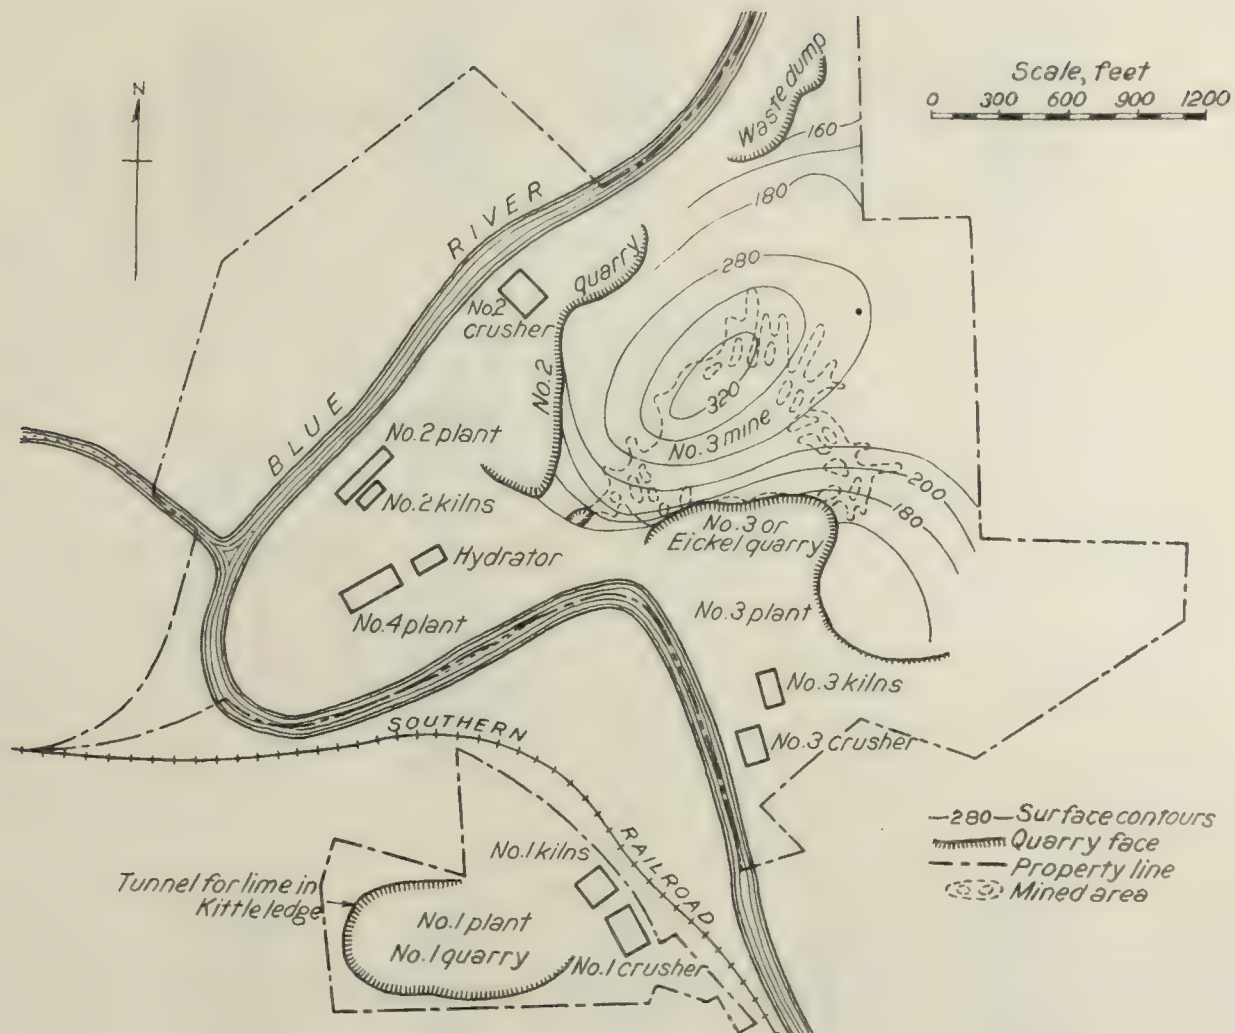 N
Scale, feet
0 300 600 900 1200
Waste dump
160
180
BLUE RIVER
280
quarry
No.2
crusher
No.2
320
No.3 mine
No.2 plant
No.2 kilns
200
180
No.3 or
Eickel quarry
Hydrator
No.4 plant
No.3 plant
No.3 kilns
No.3 crusher
SOUTHERN RAILROAD
—280— Surface contours
Quarry face
Property line
Mined area
No.1 kilns
Tunnel for lime in
Kittle ledge
No.1 plant
No.1 quarry
No.1 crusher